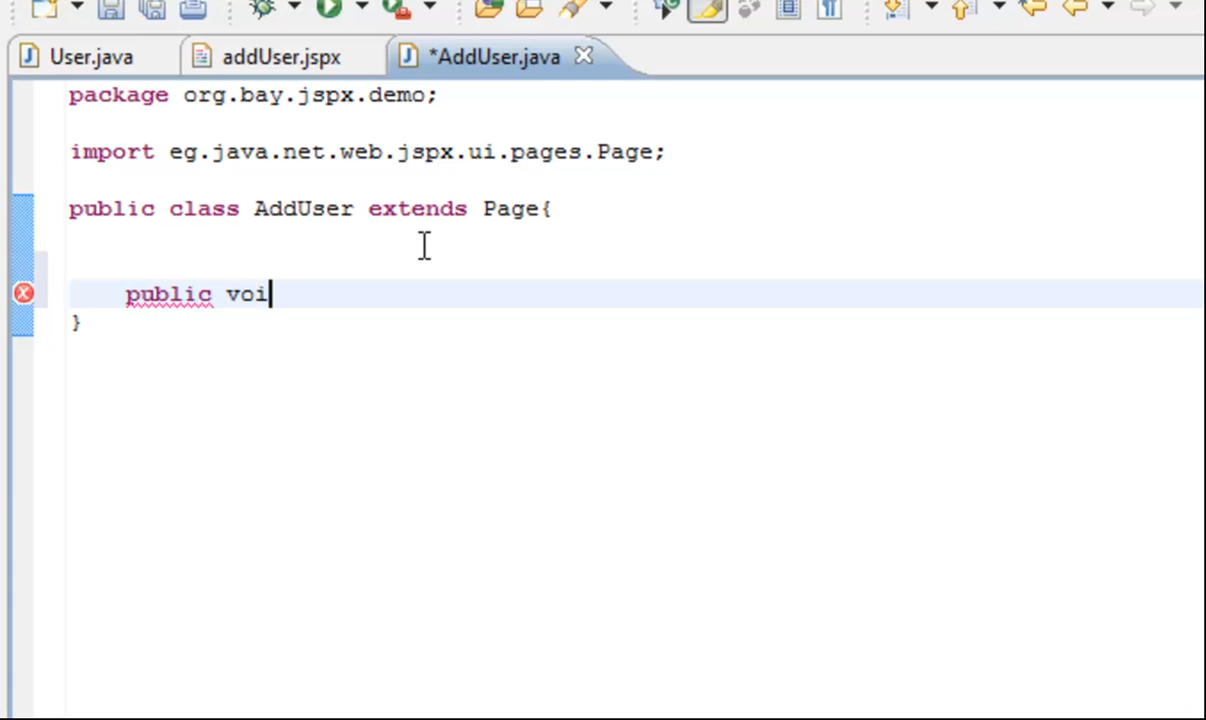 User.java addUser.jspx *AddUser.java
package org.bay.jspx.demo;
import eg.java.net.web.jspx.ui.pages.Page;
public class AddUser extends Page{
public voi
}